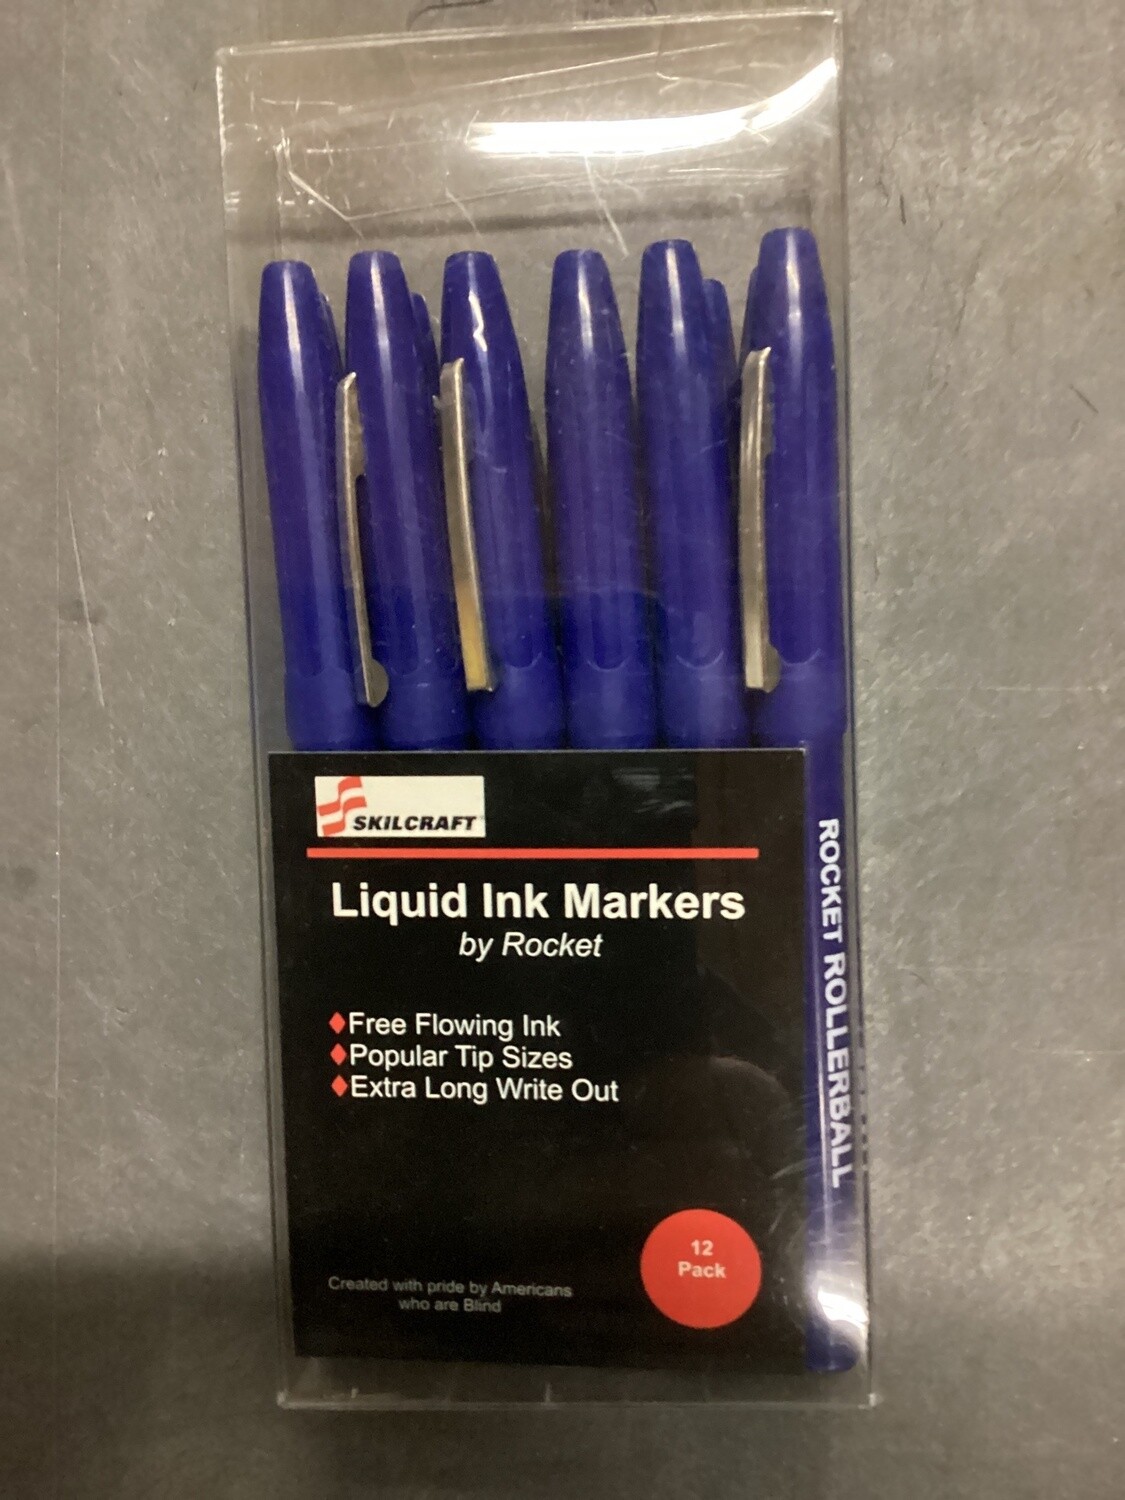 SKILCRAFT
Liquid Ink Markers
by Rocket
♦Free Flowing Ink
♦Popular Tip Sizes
♦Extra Long Write Out
12
Pack
Created with pride by Americans
who are Blind
ROCKET ROLLERBALL